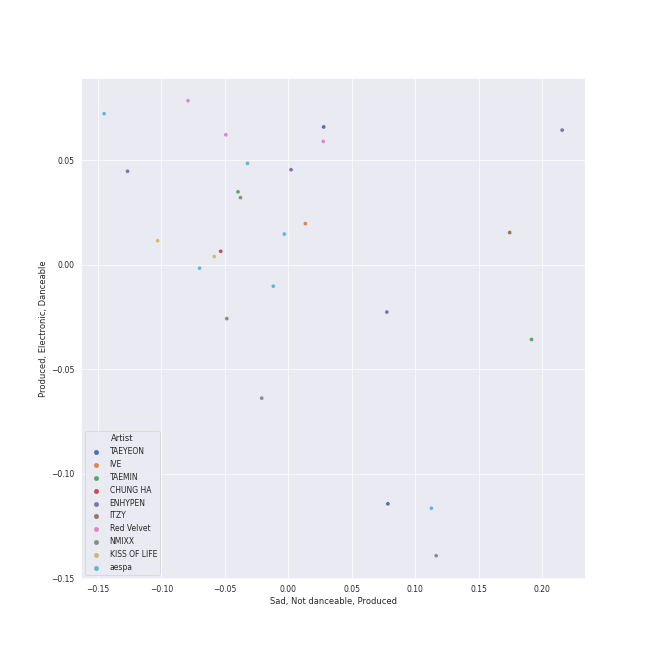 0.05
0.00
−0.05
−0.10
−0.15
Produced, Electronic, Danceable
Artist
TAEYEON
IVE
TAEMIN
CHUNG HA
ENHYPEN
ITZY
Red Velvet
NMIXX
KISS OF LIFE
aespa
−0.15 −0.10 −0.05 0.00 0.05 0.10 0.15 0.20
Sad, Not danceable, Produced